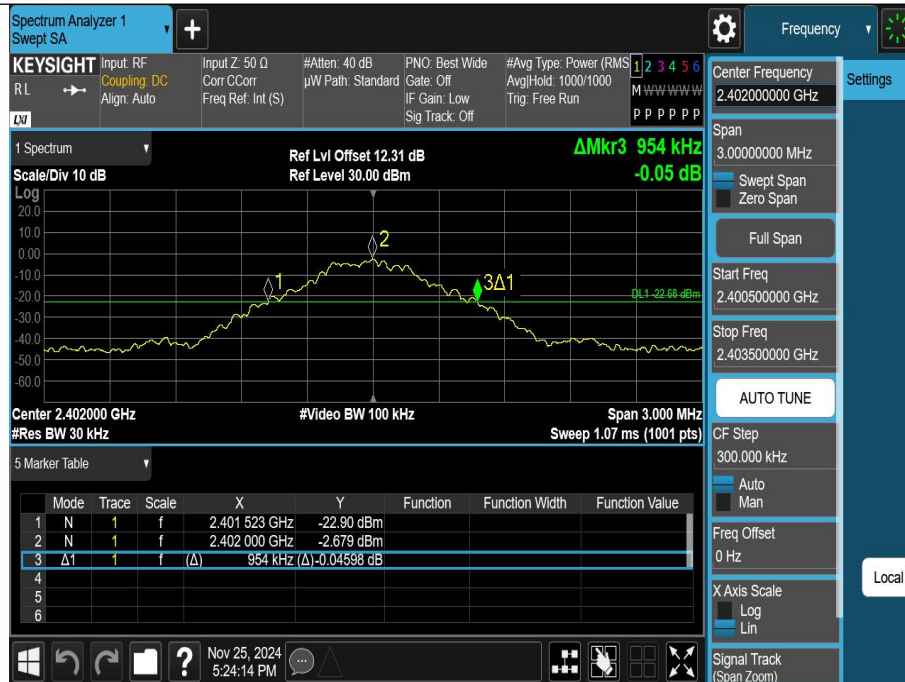 Spectrum Analyzer 1
Swept SA
+
Frequency
KEYSIGHT
RL
LXI
Input: RF
Coupling: DC
Align: Auto
Input Z: 50 Ω
Corr CCorr
Freq Ref: Int (S)
#Atten: 40 dB
µW Path: Standard
PNO: Best Wide
Gate: Off
IF Gain: Low
Sig Track: Off
#Avg Type: Power (RMS
Avg|Hold: 1000/1000
Trig: Free Run
1 2 3 4 5 6
M W W W W W
P P P P P P
1 Spectrum
Scale/Div 10 dB
Ref Lvl Offset 12.31 dB
Ref Level 30.00 dBm
ΔMkr3 954 kHz
-0.05 dB
Log
20.0
10.0
0.00
-10.0
-20.0
-30.0
-40.0
-50.0
-60.0
2
1
3Δ1
DL1 -22.68 dBm
Center 2.402000 GHz
#Video BW 100 kHz
Span 3.000 MHz
#Res BW 30 kHz
Sweep 1.07 ms (1001 pts)
5 Marker Table
Mode Trace Scale X Y Function Function Width Function Value
1 N 1 f 2.401 523 GHz -22.90 dBm
2 N 1 f 2.402 000 GHz -2.679 dBm
3 Δ1 1 f (Δ) 954 kHz (Δ) -0.04598 dB
4
5
6
Nov 25, 2024
5:24:14 PM
?
Center Frequency
2.402000000 GHz
Span
3.00000000 MHz
Swept Span
Zero Span
Full Span
Start Freq
2.400500000 GHz
Stop Freq
2.403500000 GHz
AUTO TUNE
CF Step
300.000 kHz
Auto
Man
Freq Offset
0 Hz
X Axis Scale
Log
Lin
Signal Track
(Span Zoom)
Settings
Local